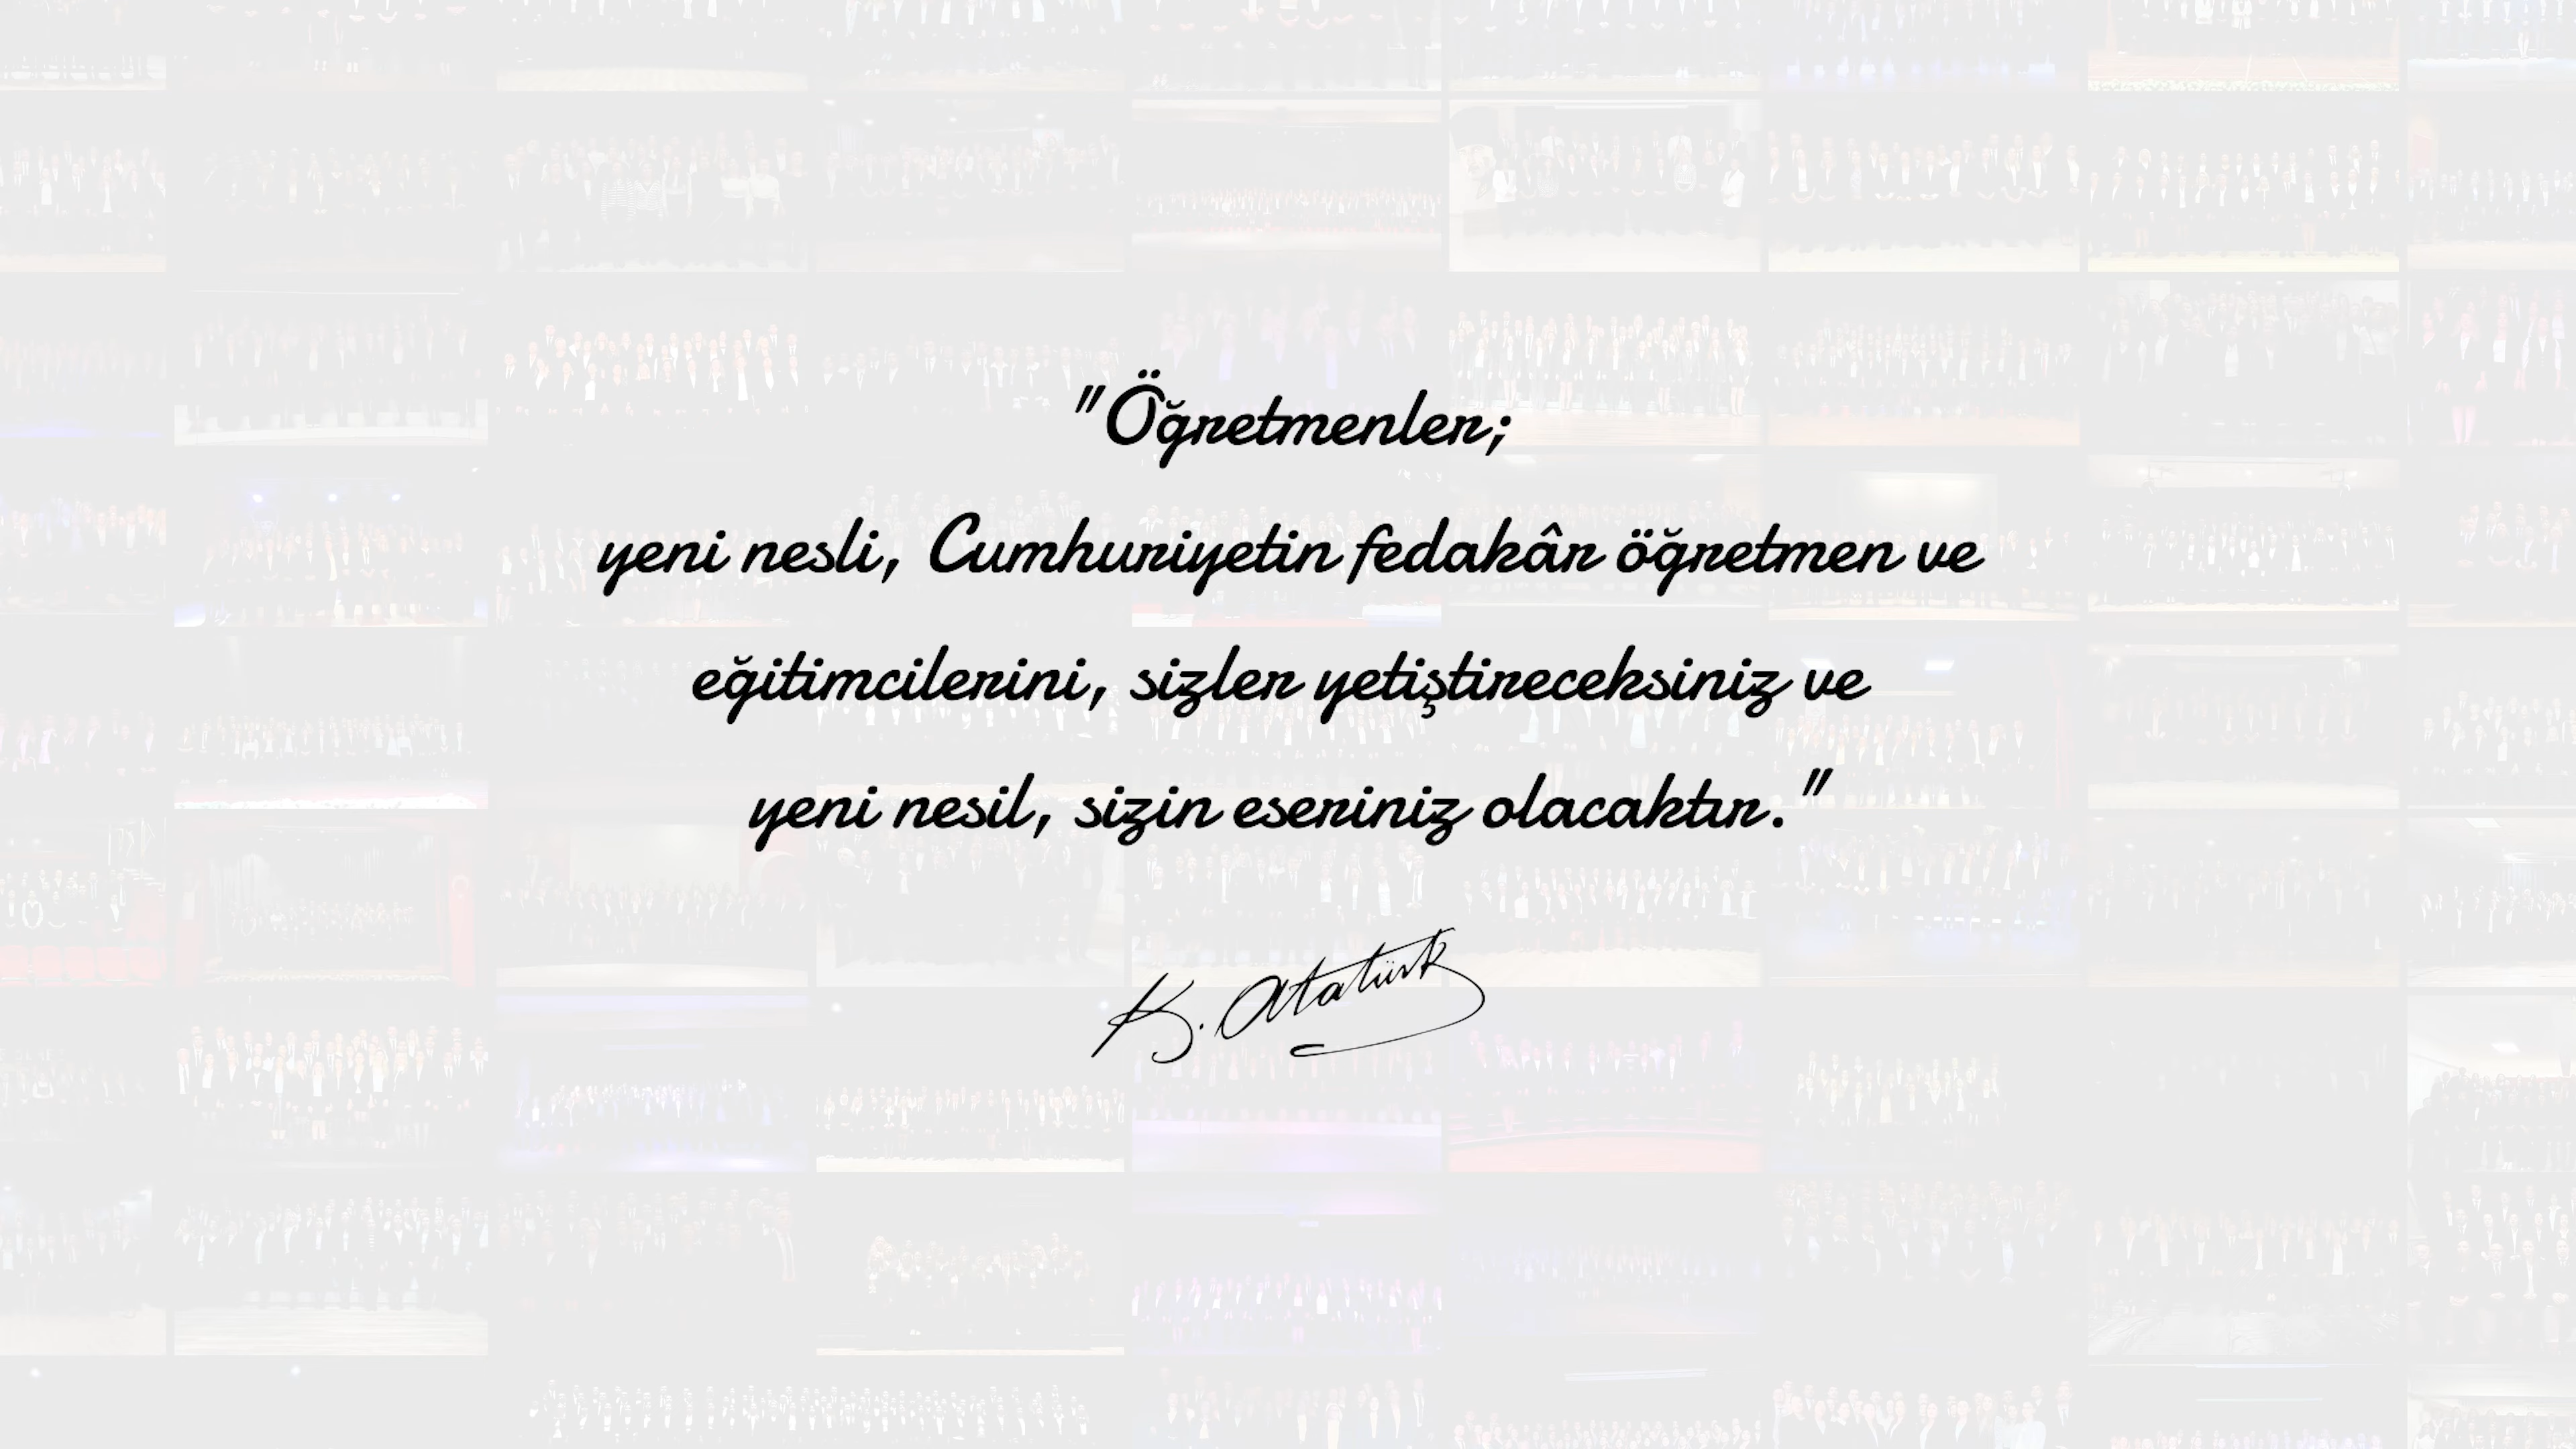 "Öğretmenler;
yeni nesli, Cumhuriyetin fedakâr öğretmen ve
eğitimcilerini, sizler yetiştireceksiniz ve
yeni nesil, sizin eseriniz olacaktır."
K. Atatürk